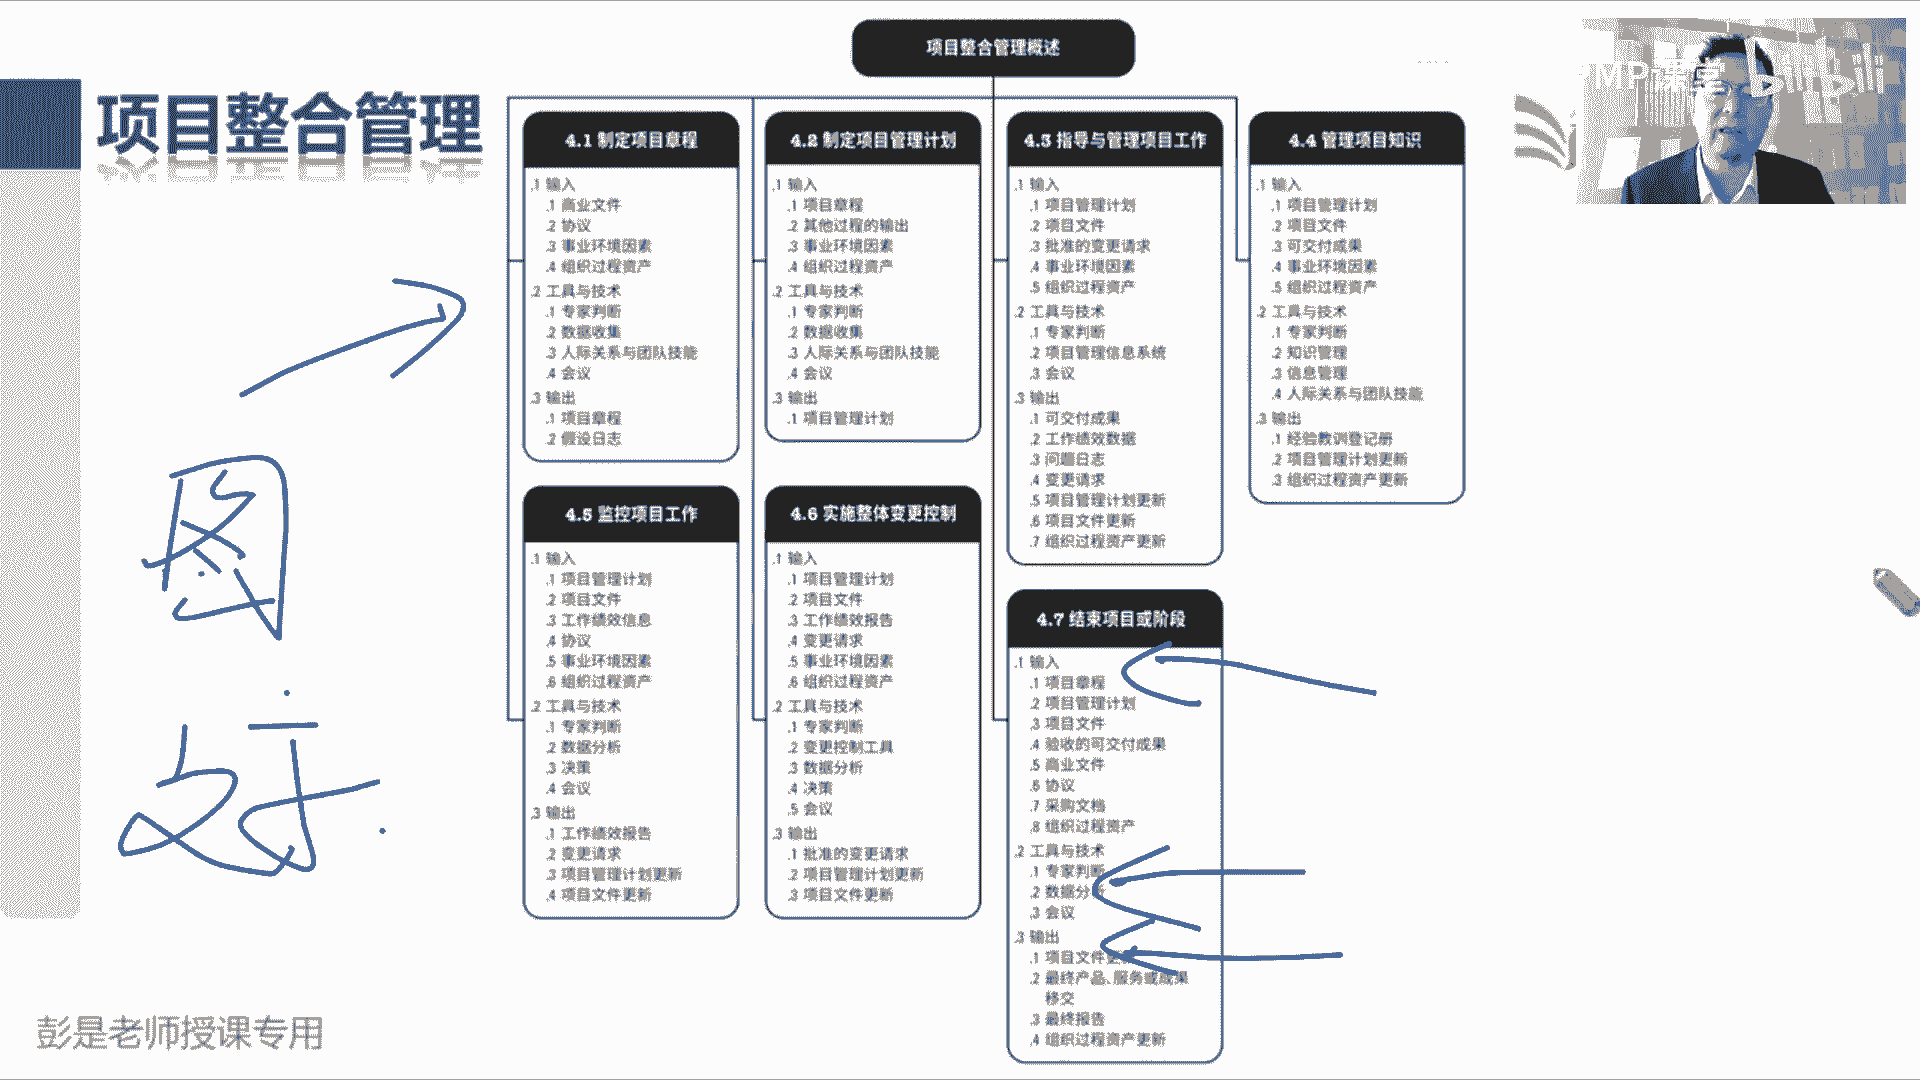 项目整合管理概述
MP课堂
bilibili
项目整合管理
4.1 制定项目章程
.1 输入
.1 商业文件
.2 协议
.3 事业环境因素
.4 组织过程资产
.2 工具与技术
.1 专家判断
.2 数据收集
.3 人际关系与团队技能
.4 会议
.3 输出
.1 项目章程
.2 假设日志
4.2 制定项目管理计划
.1 输入
.1 项目章程
.2 其他过程的输出
.3 事业环境因素
.4 组织过程资产
.2 工具与技术
.1 专家判断
.2 数据收集
.3 人际关系与团队技能
.4 会议
.3 输出
.1 项目管理计划
4.3 指导与管理项目工作
.1 输入
.1 项目管理计划
.2 项目文件
.3 批准的变更请求
.4 事业环境因素
.5 组织过程资产
.2 工具与技术
.1 专家判断
.2 项目管理信息系统
.3 会议
.3 输出
.1 可交付成果
.2 工作绩效数据
.3 问题日志
.4 变更请求
.5 项目管理计划更新
.6 项目文件更新
.7 组织过程资产更新
4.4 管理项目知识
.1 输入
.1 项目管理计划
.2 项目文件
.3 可交付成果
.4 事业环境因素
.5 组织过程资产
.2 工具与技术
.1 专家判断
.2 知识管理
.3 信息管理
.4 人际关系与团队技能
.3 输出
.1 经验教训登记册
.2 项目管理计划更新
.3 组织过程资产更新
4.5 监控项目工作
.1 输入
.1 项目管理计划
.2 项目文件
.3 工作绩效信息
.4 协议
.5 事业环境因素
.6 组织过程资产
.2 工具与技术
.1 专家判断
.2 数据分析
.3 决策
.4 会议
.3 输出
.1 工作绩效报告
.2 变更请求
.3 项目管理计划更新
.4 项目文件更新
4.6 实施整体变更控制
.1 输入
.1 项目管理计划
.2 项目文件
.3 工作绩效报告
.4 变更请求
.5 事业环境因素
.6 组织过程资产
.2 工具与技术
.1 专家判断
.2 变更控制工具
.3 数据分析
.4 决策
.5 会议
.3 输出
.1 批准的变更请求
.2 项目管理计划更新
.3 项目文件更新
4.7 结束项目或阶段
.1 输入
.1 项目章程
.2 项目管理计划
.3 项目文件
.4 验收的可交付成果
.5 商业文件
.6 协议
.7 采购文档
.8 组织过程资产
.2 工具与技术
.1 专家判断
.2 数据分析
.3 会议
.3 输出
.1 项目文件更新
.2 最终产品、服务或成果
移交
.3 最终报告
.4 组织过程资产更新
图
彭是老师授课专用